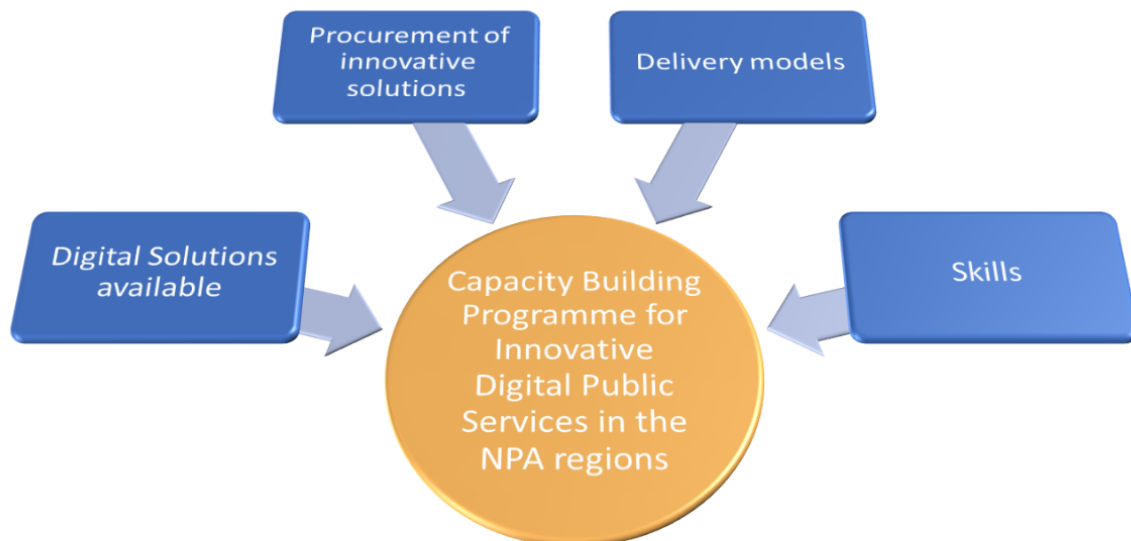 Procurement of
innovative
solutions
Delivery models
Digital Solutions
available
Skills
Capacity Building
Programme for
Innovative
Digital Public
Services in the
NPA regions